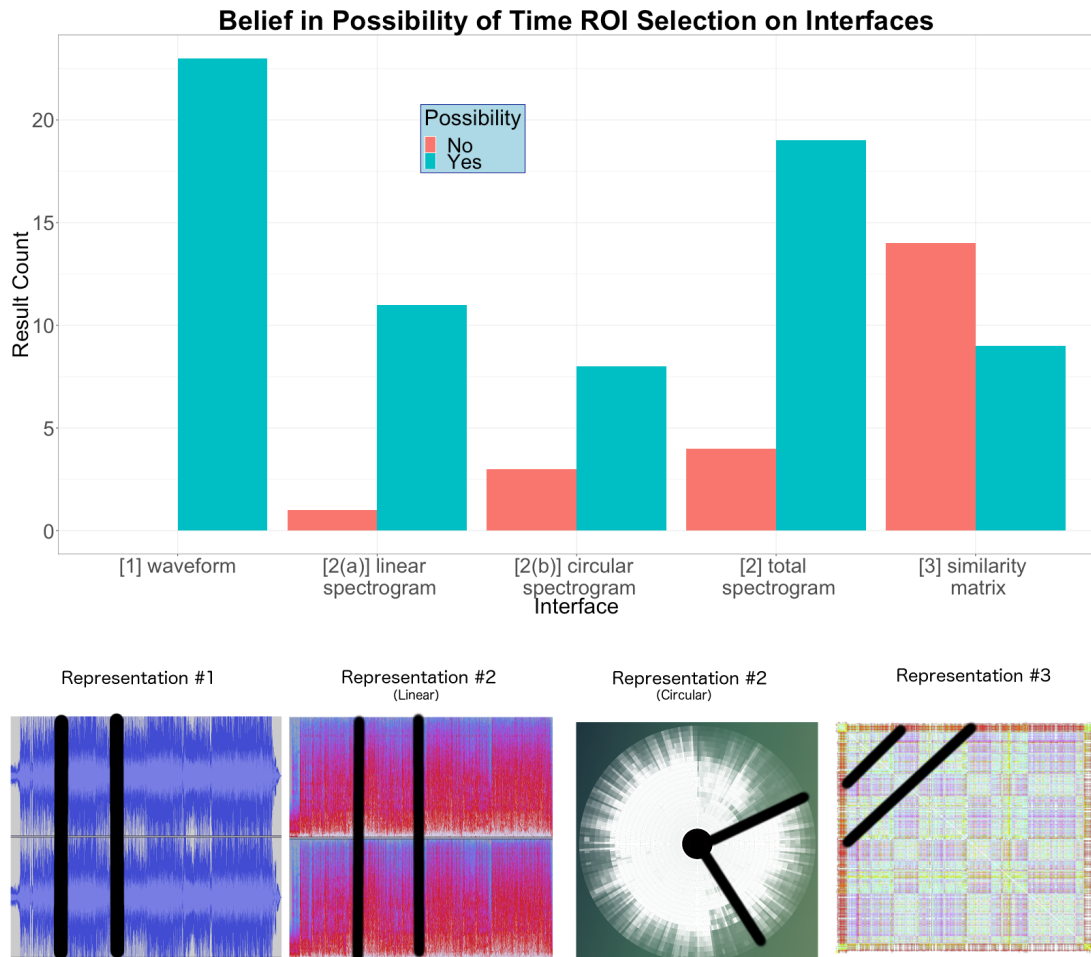 Belief in Possibility of Time ROI Selection on Interfaces
Result Count
20
15
10
5
0
Possibility
No
Yes
[1] waveform
[2(a)] linear
spectrogram
[2(b)] circular
spectrogram
[2] total
spectrogram
[3] similarity
matrix
Interface
Representation #1
Representation #2
(Linear)
Representation #2
(Circular)
Representation #3